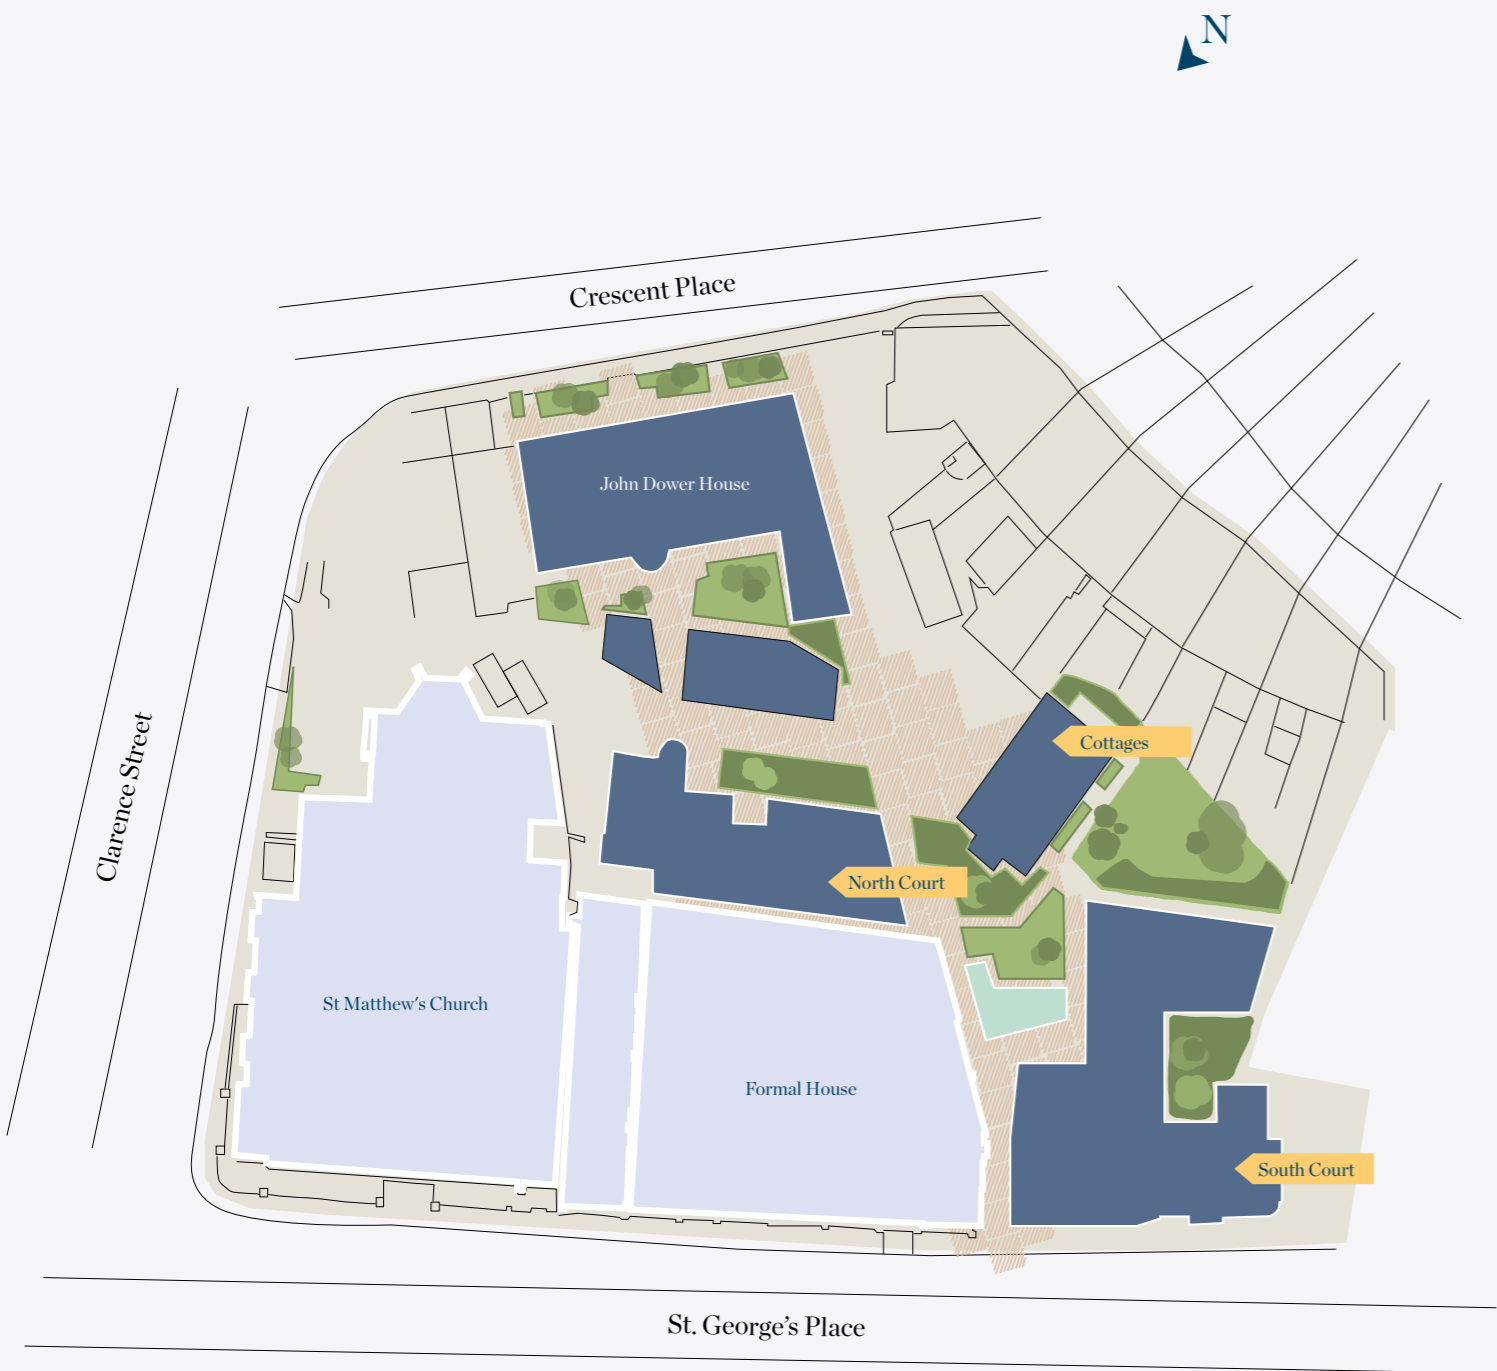 N
Crescent Place
John Dower House
Clarence Street
Cottages
North Court
St Matthew's Church
Formal House
South Court
St. George's Place